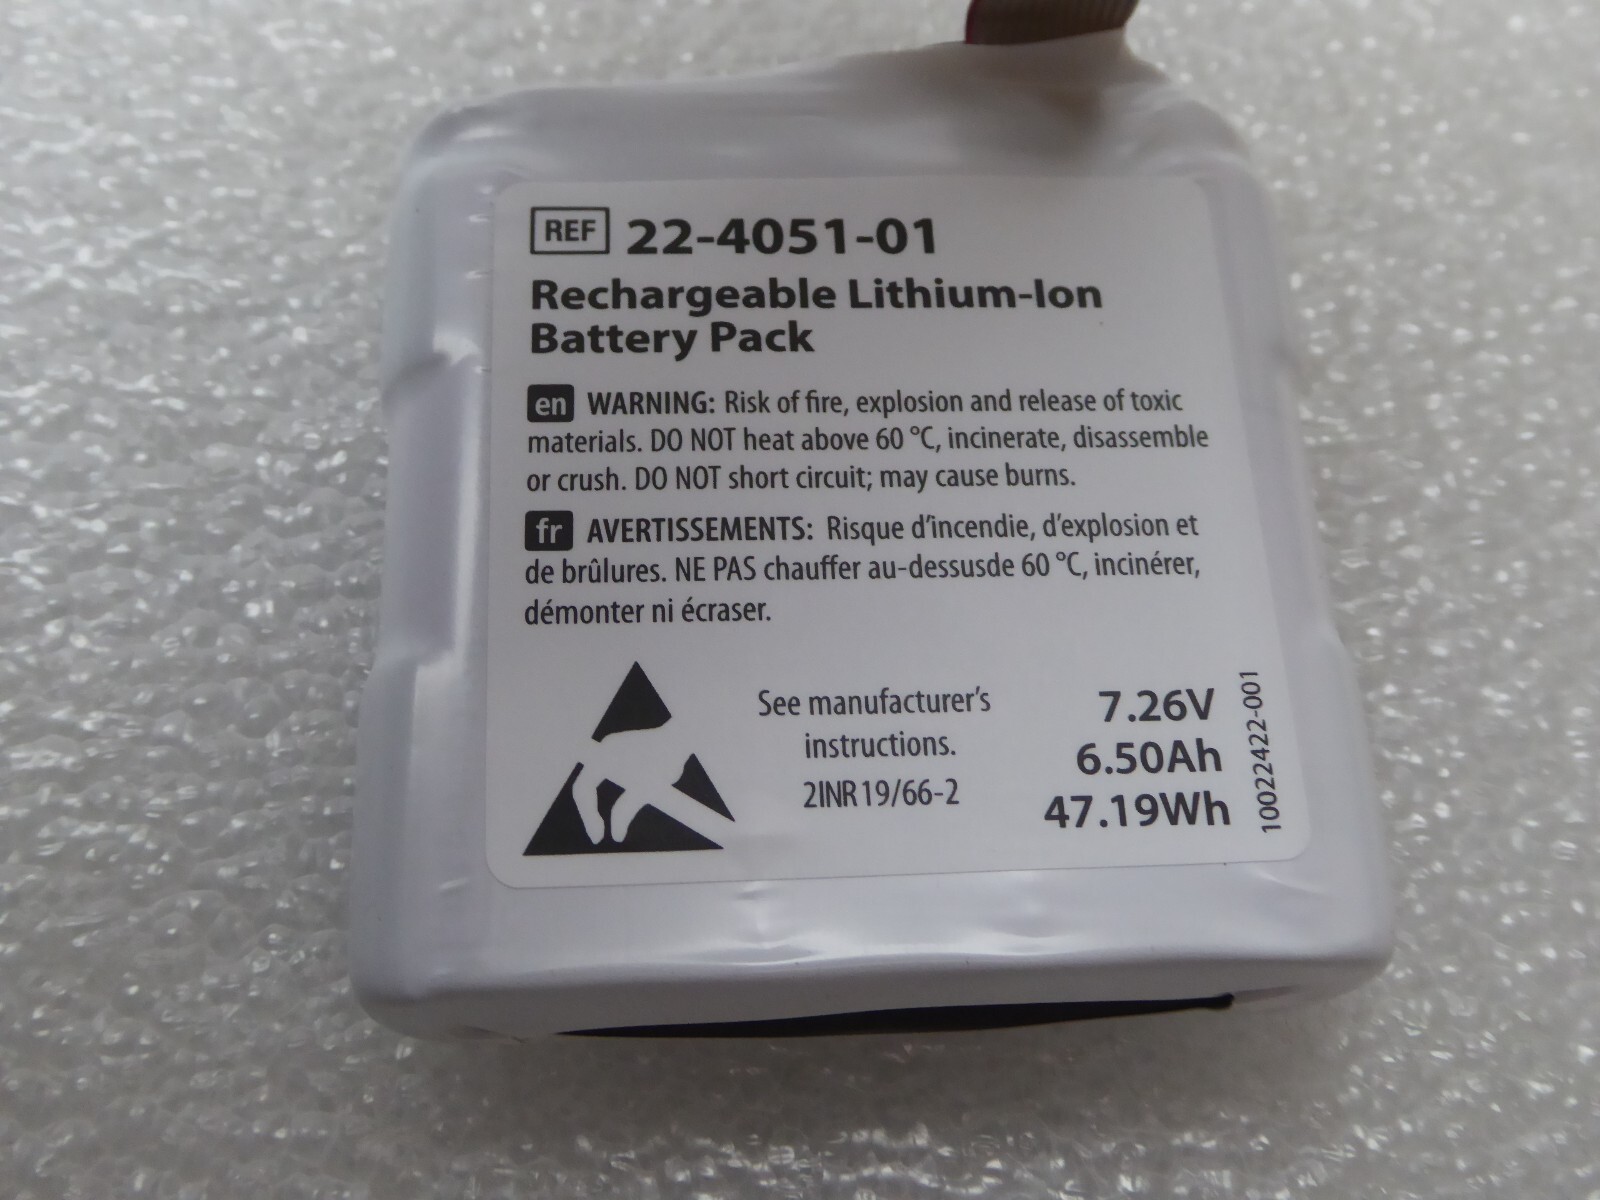 REF 22-4051-01
Rechargeable Lithium-Ion
Battery Pack
en WARNING: Risk of fire, explosion and release of toxic
materials. DO NOT heat above 60 °C, incinerate, disassemble
or crush. DO NOT short circuit; may cause burns.
fr AVERTISSEMENTS: Risque d'incendie, d'explosion et
de brûlures. NE PAS chauffer au-dessusde 60 °C, incinérer,
démonter ni écraser.
See manufacturer's
instructions.
2INR19/66-2
7.26V
6.50Ah
47.19Wh
10022422-001